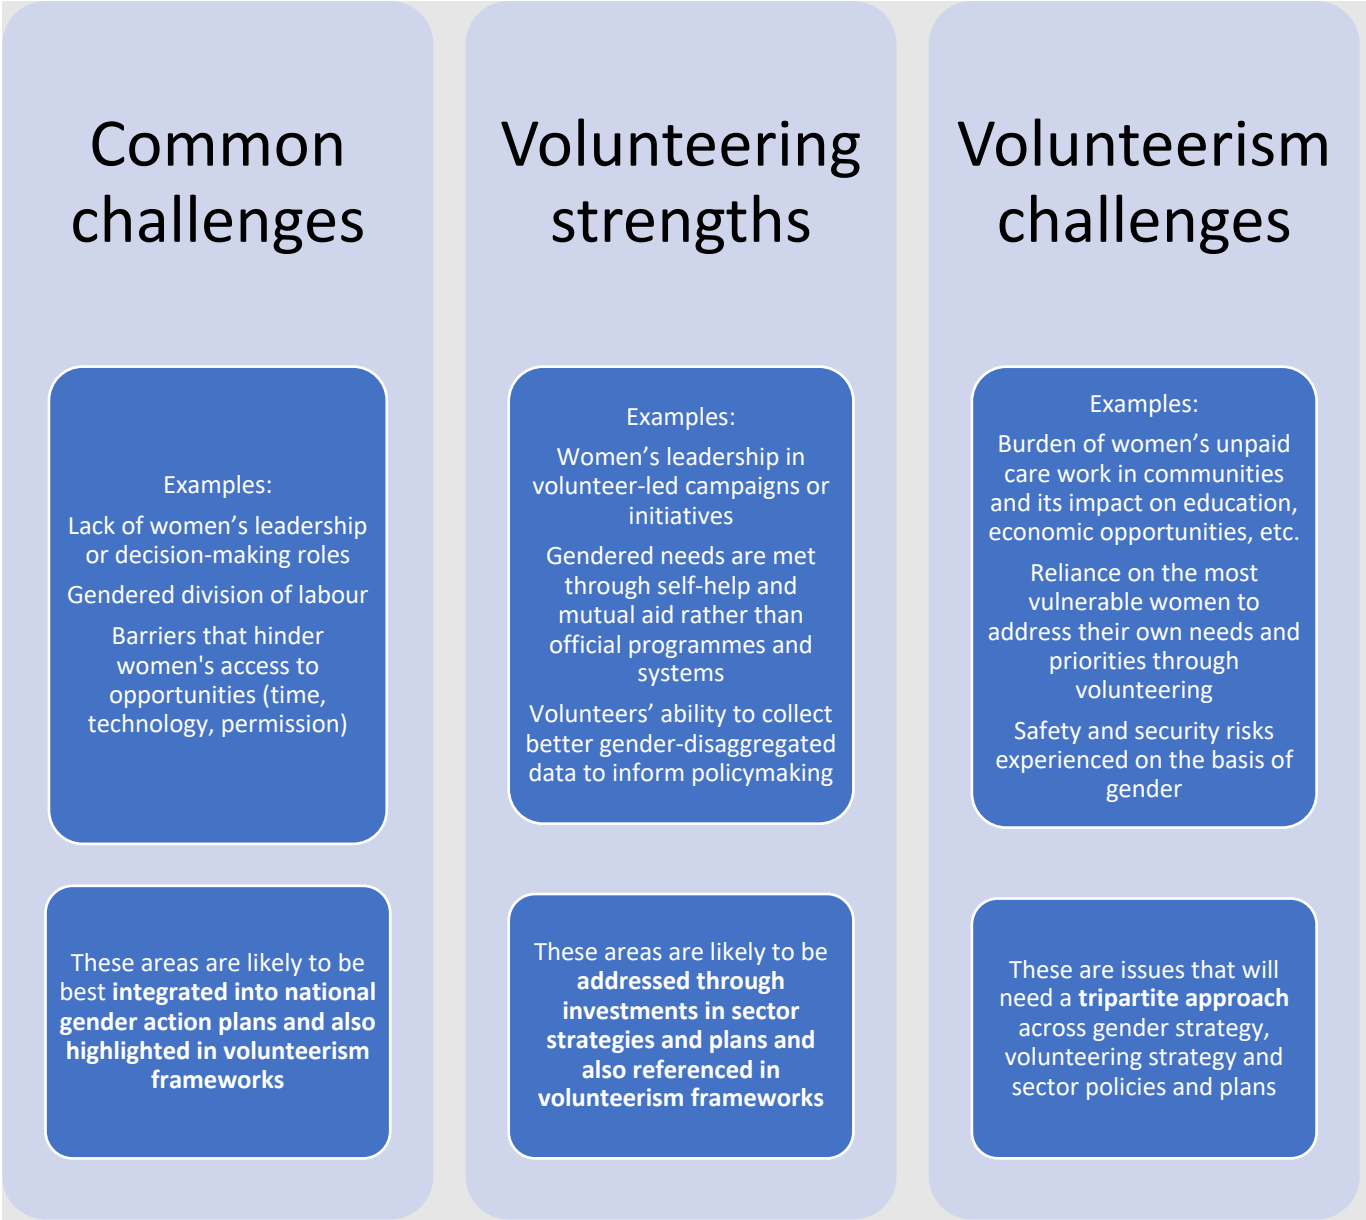 Common
challenges
Examples:
Lack of women’s leadership
or decision-making roles
Gendered division of labour
Barriers that hinder
women's access to
opportunities (time,
technology, permission)
These areas are likely to be
best integrated into national
gender action plans and also
highlighted in volunteerism
frameworks
Volunteering
strengths
Examples:
Women’s leadership in
volunteer-led campaigns or
initiatives
Gendered needs are met
through self-help and
mutual aid rather than
official programmes and
systems
Volunteers’ ability to collect
better gender-disaggregated
data to inform policymaking
These areas are likely to be
addressed through
investments in sector
strategies and plans and
also referenced in
volunteerism frameworks
Volunteerism
challenges
Examples:
Burden of women’s unpaid
care work in communities
and its impact on education,
economic opportunities, etc.
Reliance on the most
vulnerable women to
address their own needs and
priorities through
volunteering
Safety and security risks
experienced on the basis of
gender
These are issues that will
need a tripartite approach
across gender strategy,
volunteering strategy and
sector policies and plans